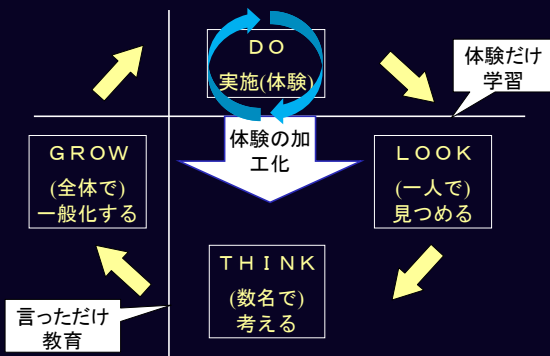 ＤＯ
実施(体験)
体験だけ
学習
体験の加
工化
ＧＲＯＷ
(全体で)
一般化する
ＬＯＯＫ
(一人で)
見つめる
ＴＨＩＮＫ
(数名で)
考える
言っただけ
教育